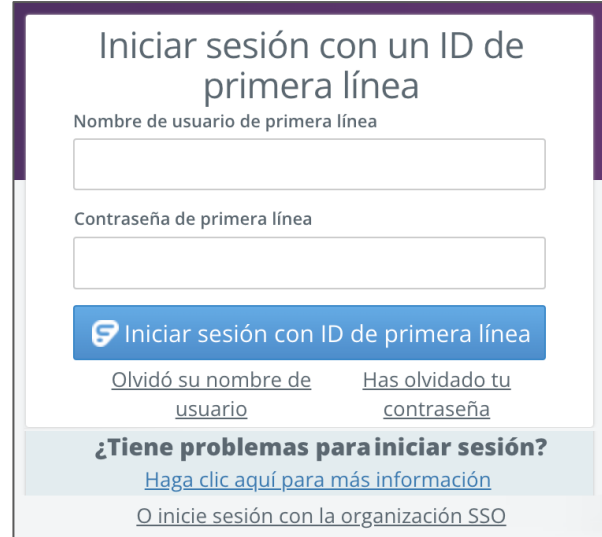 Iniciar sesión con un ID de
primera línea
Nombre de usuario de primera línea
Contraseña de primera línea
Iniciar sesión con ID de primera línea
Olvidó su nombre de
usuario
Has olvidado tu
contraseña
¿Tiene problemas para iniciar sesión?
Haga clic aquí para más información
O inicie sesión con la organización SSO